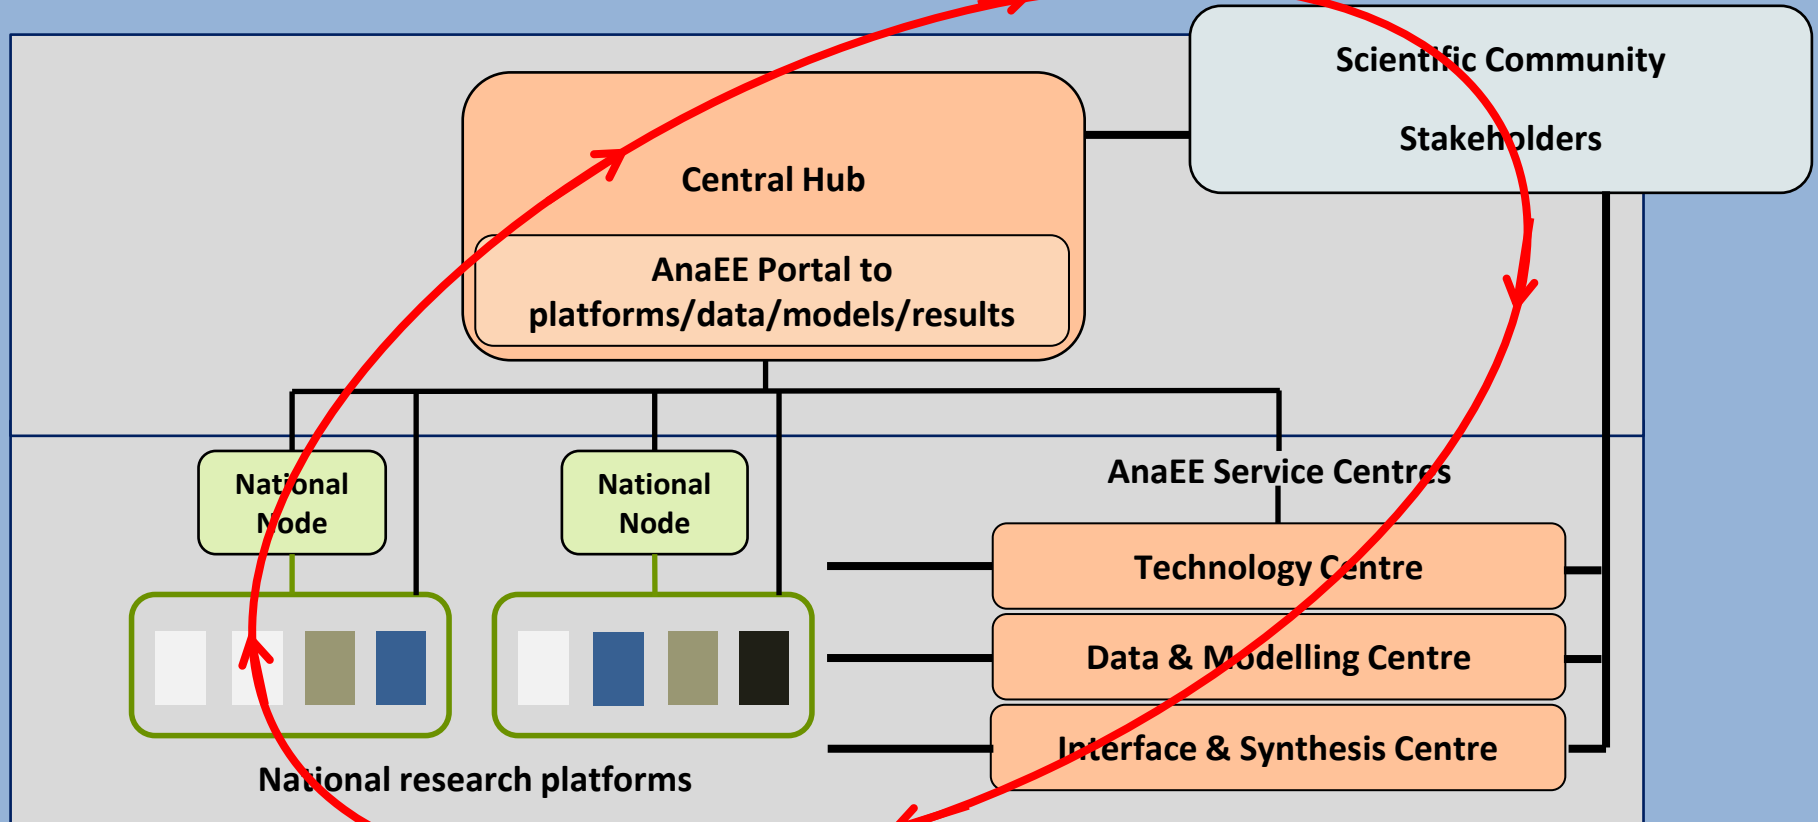 Scientific Community
Stakeholders
Central Hub
AnaEE Portal to
platforms/data/models/results
National
Node
National
Node
AnaEE Service Centres
Technology Centre
Data & Modelling Centre
Interface & Synthesis Centre
National research platforms